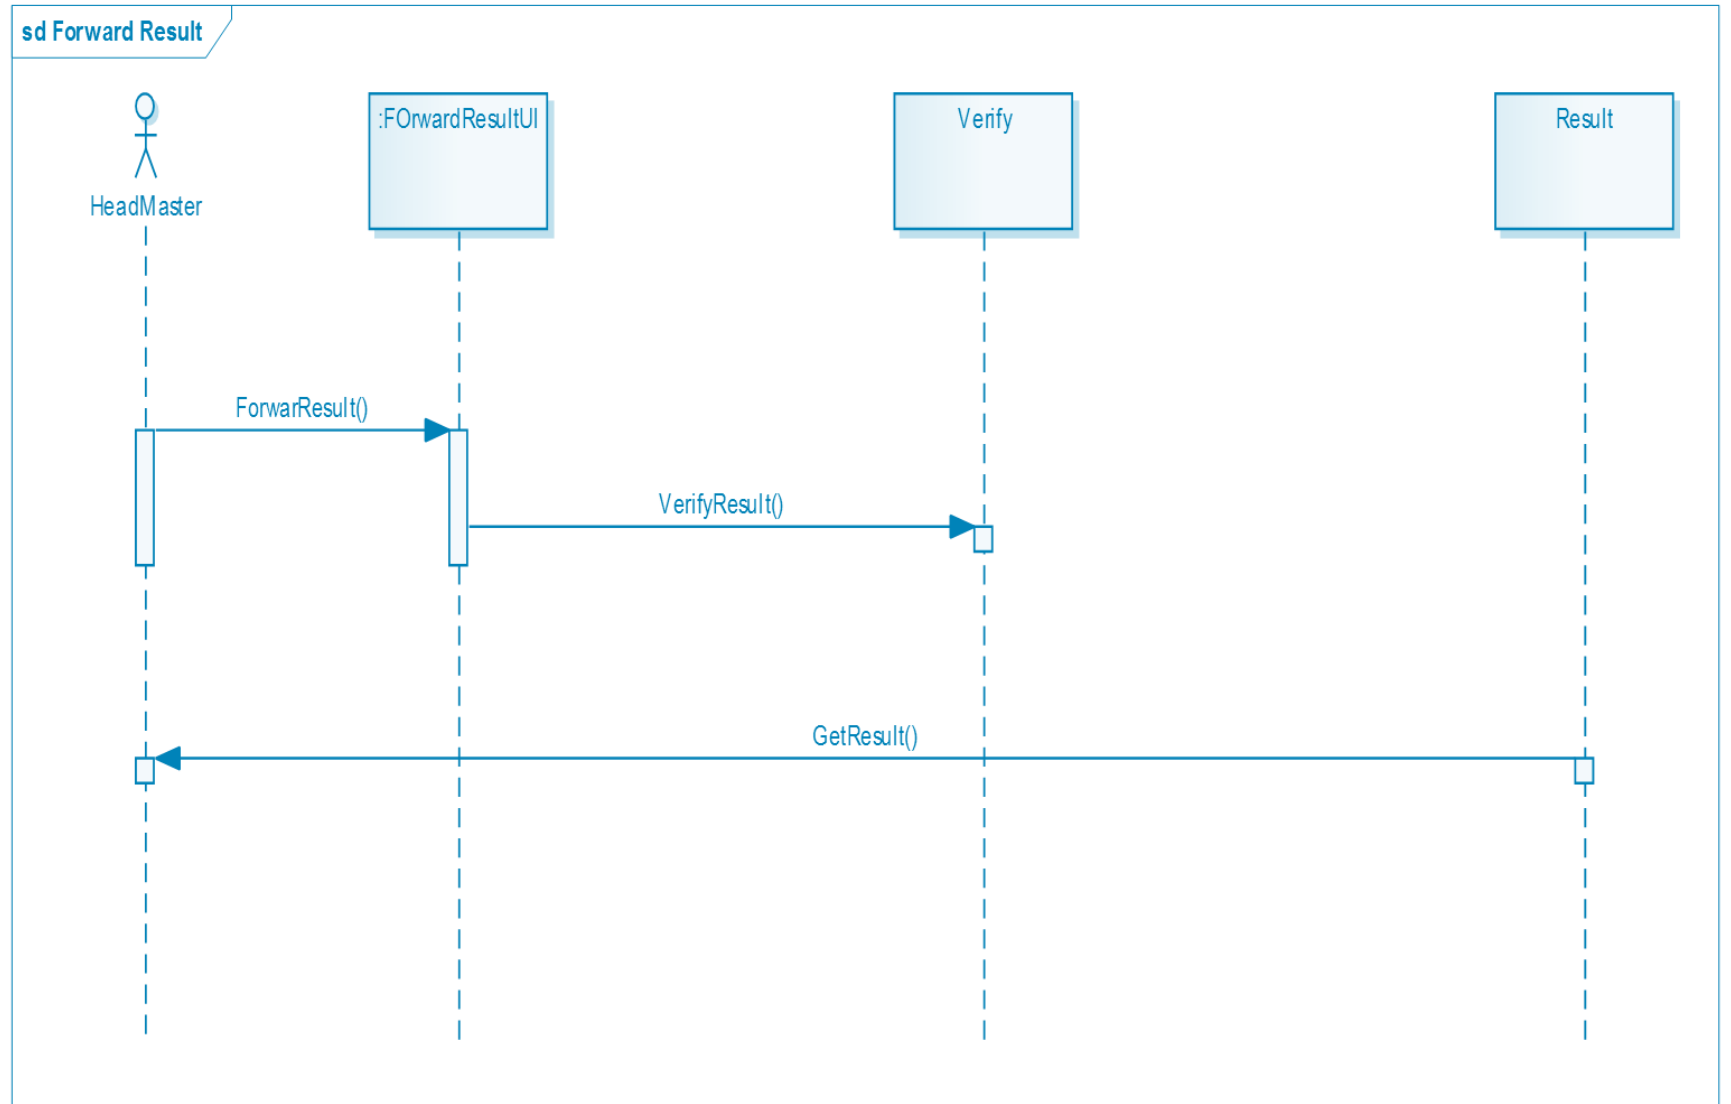 sd Forward Result
:FOrwardResultUI
Verify
Result
HeadMaster
ForwarResult()
VerifyResult()
GetResult()